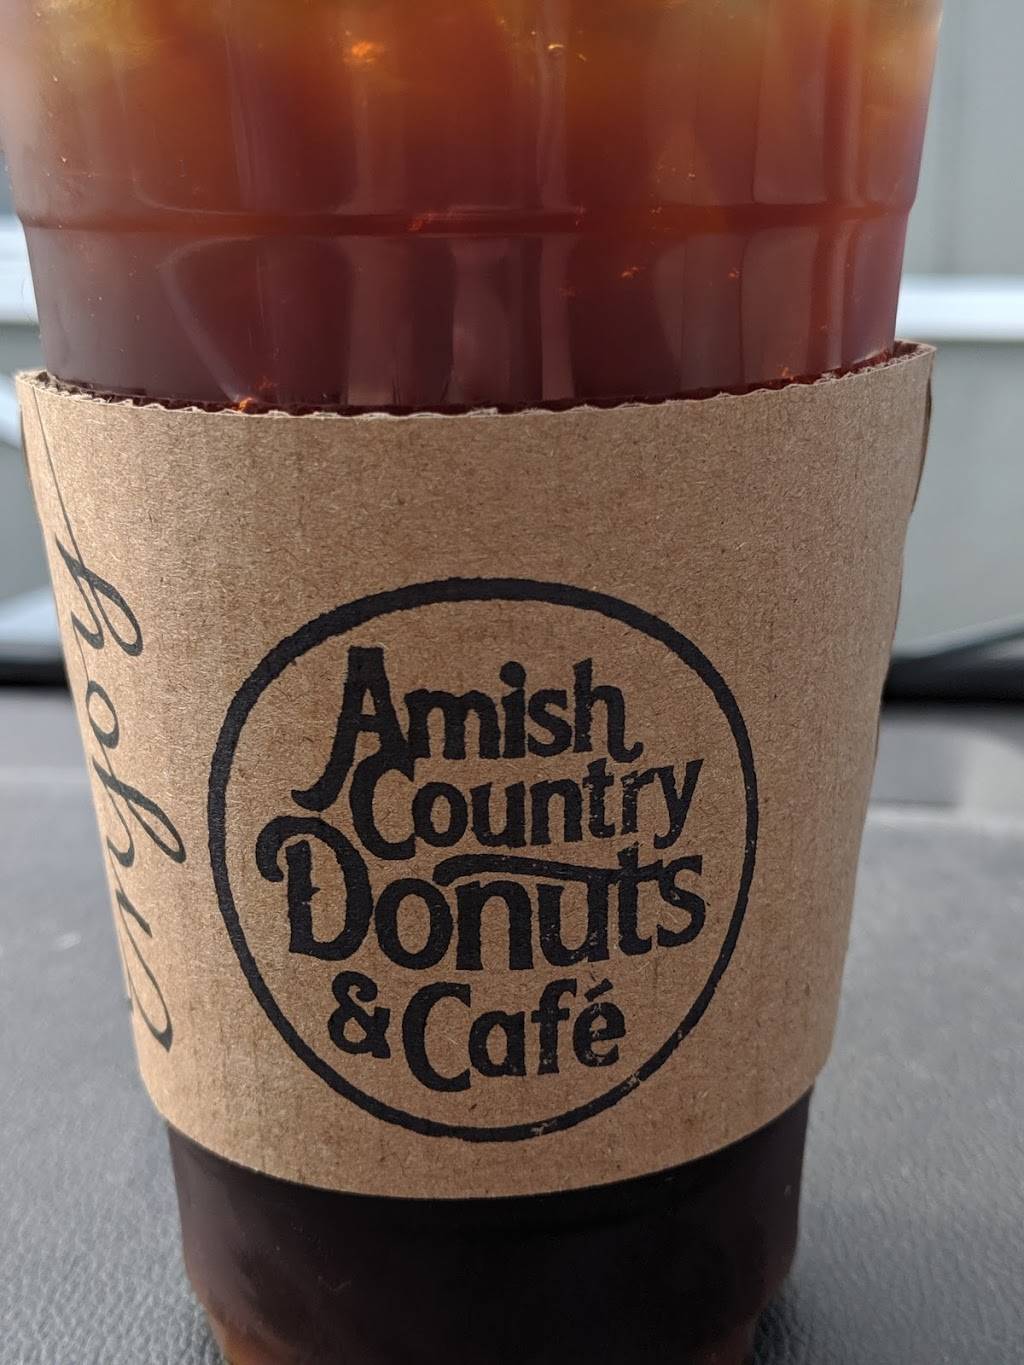 Amish
Country
Donuts
& Café